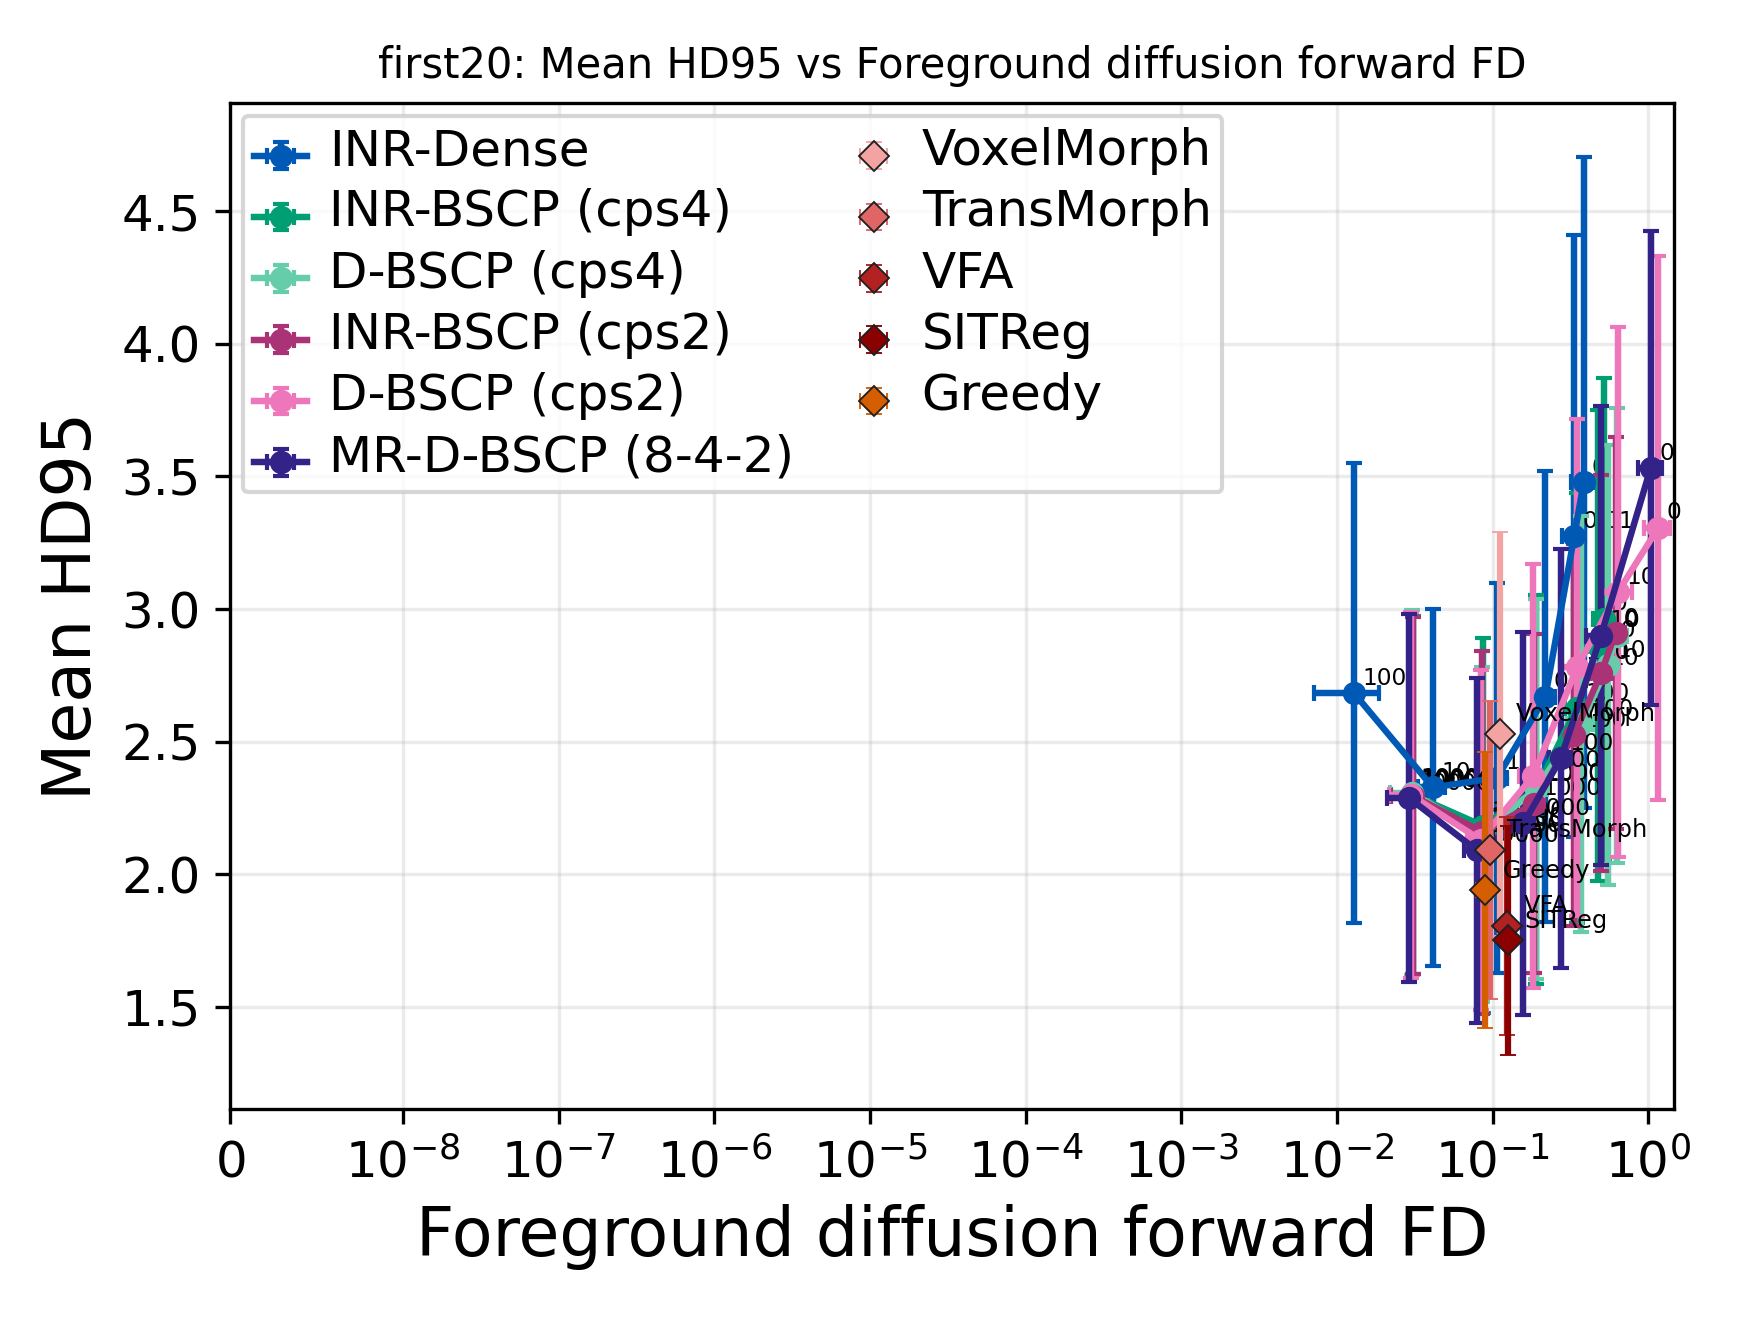 first20: Mean HD95 vs Foreground diffusion forward FD
Mean HD95
4.5
4.0
3.5
3.0
2.5
2.0
1.5
INR-Dense
INR-BSCP (cps4)
D-BSCP (cps4)
INR-BSCP (cps2)
D-BSCP (cps2)
MR-D-BSCP (8-4-2)
VoxelMorph
TransMorph
VFA
SITReg
Greedy
0
0
10
100
VoxelMorph
TransMorph
Greedy
VFA
SITReg
0
10⁻⁸
10⁻⁷
10⁻⁶
10⁻⁵
10⁻⁴
10⁻³
10⁻²
10⁻¹
10⁰
Foreground diffusion forward FD